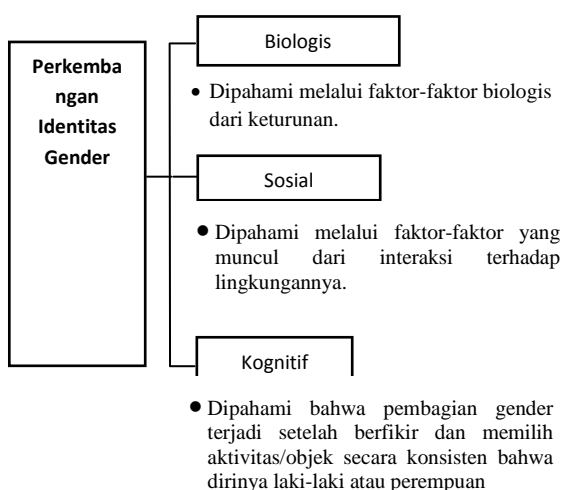 Perkemba
ngan
Identitas
Gender
Biologis
• Dipahami melalui faktor-faktor biologis
dari keturunan.
Sosial
• Dipahami melalui faktor-faktor yang
muncul dari interaksi terhadap
lingkungannya.
Kognitif
• Dipahami bahwa pembagian gender
terjadi setelah berfikir dan memilih
aktivitas/objek secara konsisten bahwa
dirinya laki-laki atau perempuan